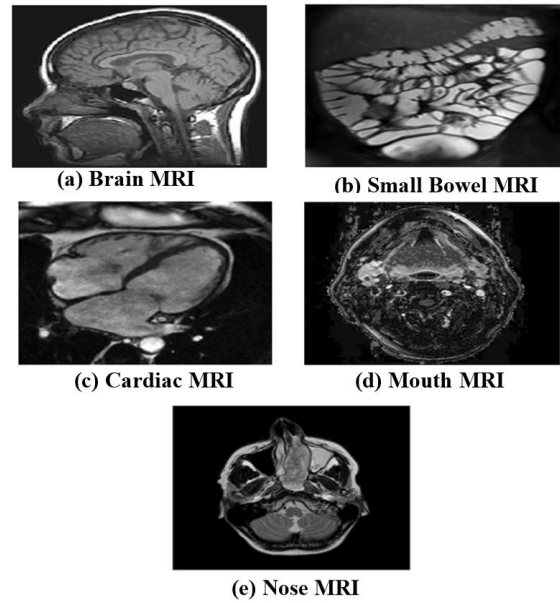 (a) Brain MRI
(b) Small Bowel MRI
(c) Cardiac MRI
(d) Mouth MRI
(e) Nose MRI